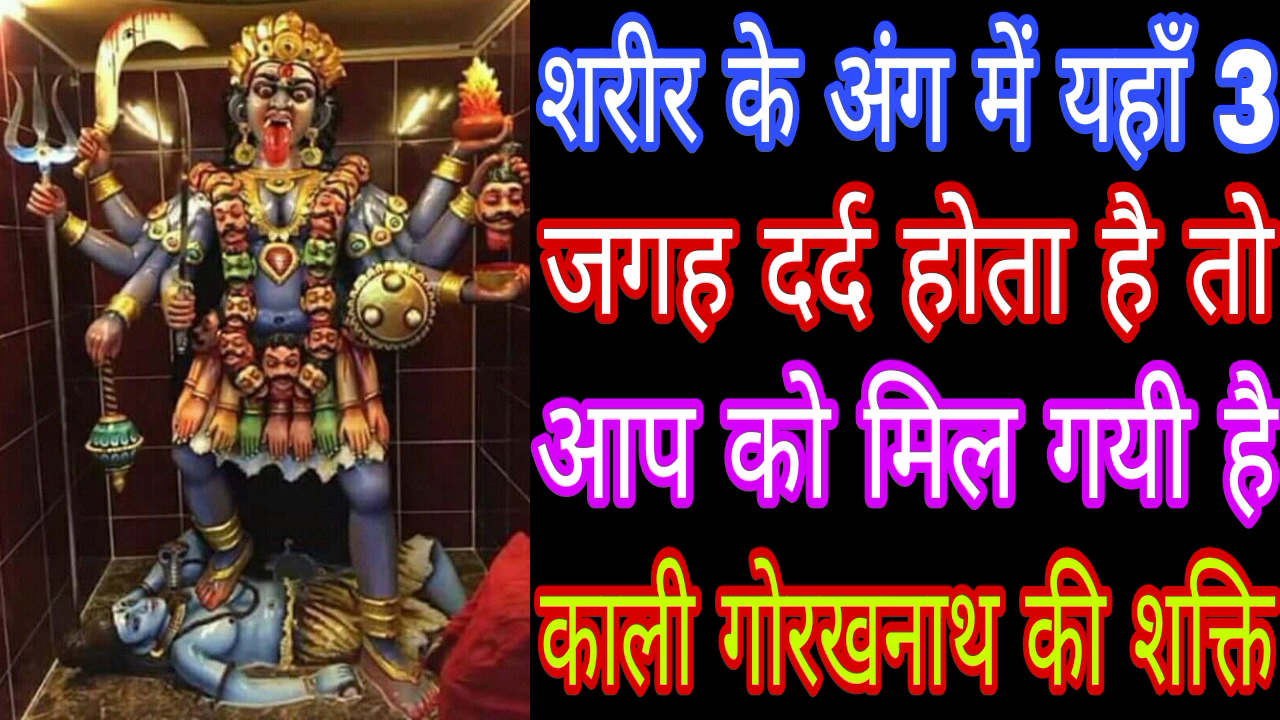 शरीर के अंग में यहाँ 3
जगह दर्द होता है तो
आप को मिल गयी है
काली गोरखनाथ की शक्ति